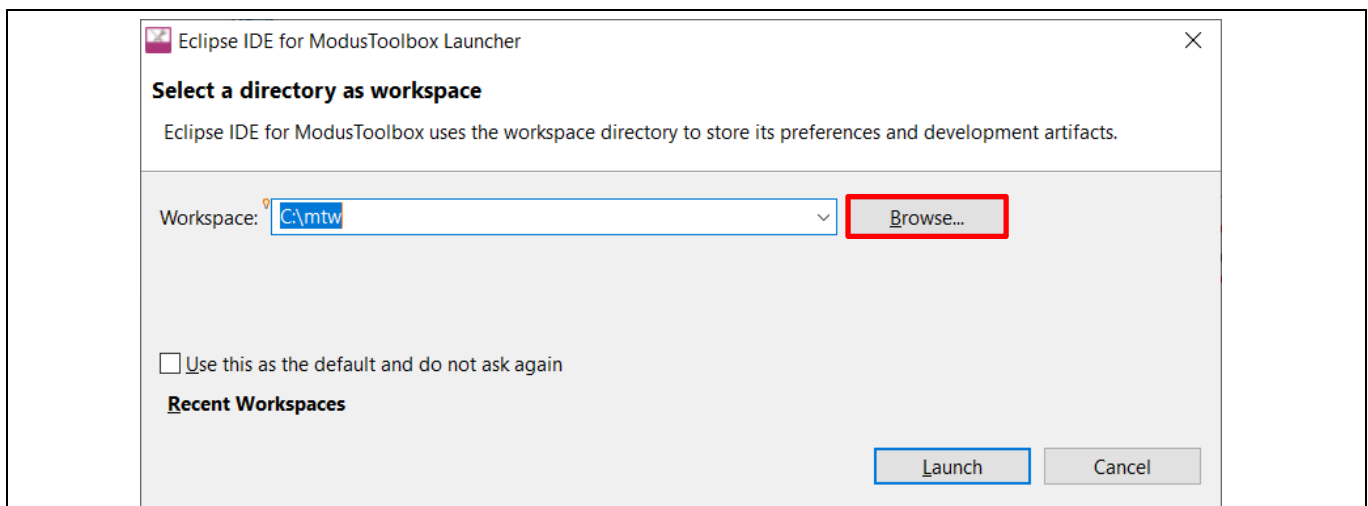 Eclipse IDE for ModusToolbox Launcher
Select a directory as workspace
Eclipse IDE for ModusToolbox uses the workspace directory to store its preferences and development artifacts.
Workspace: C:\mtw Browse...
Use this as the default and do not ask again
Recent Workspaces
Launch Cancel